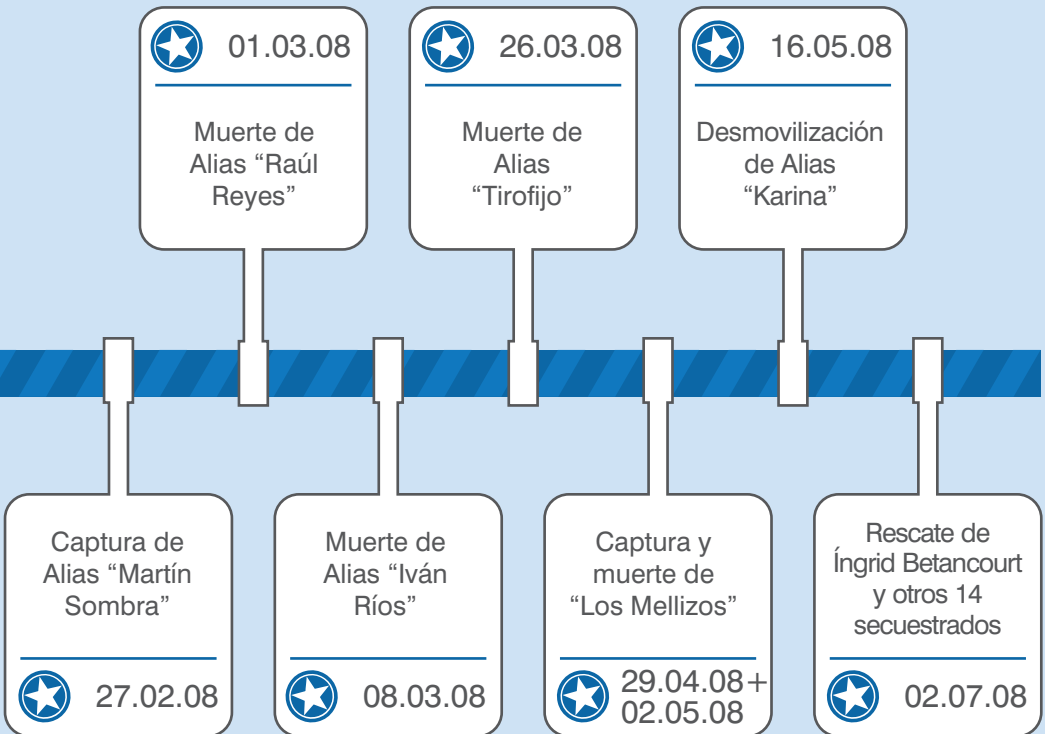 01.03.08
Muerte de
Alias “Raúl
Reyes”
26.03.08
Muerte de
Alias
“Tirofijo”
16.05.08
Desmovilización
de Alias
“Karina”
Captura de
Alias “Martín
Sombra”
27.02.08
Muerte de
Alias “Iván
Ríos”
08.03.08
Captura y
muerte de
“Los Mellizos”
29.04.08+
02.05.08
Rescate de
Íngrid Betancourt
y otros 14
secuestrados
02.07.08